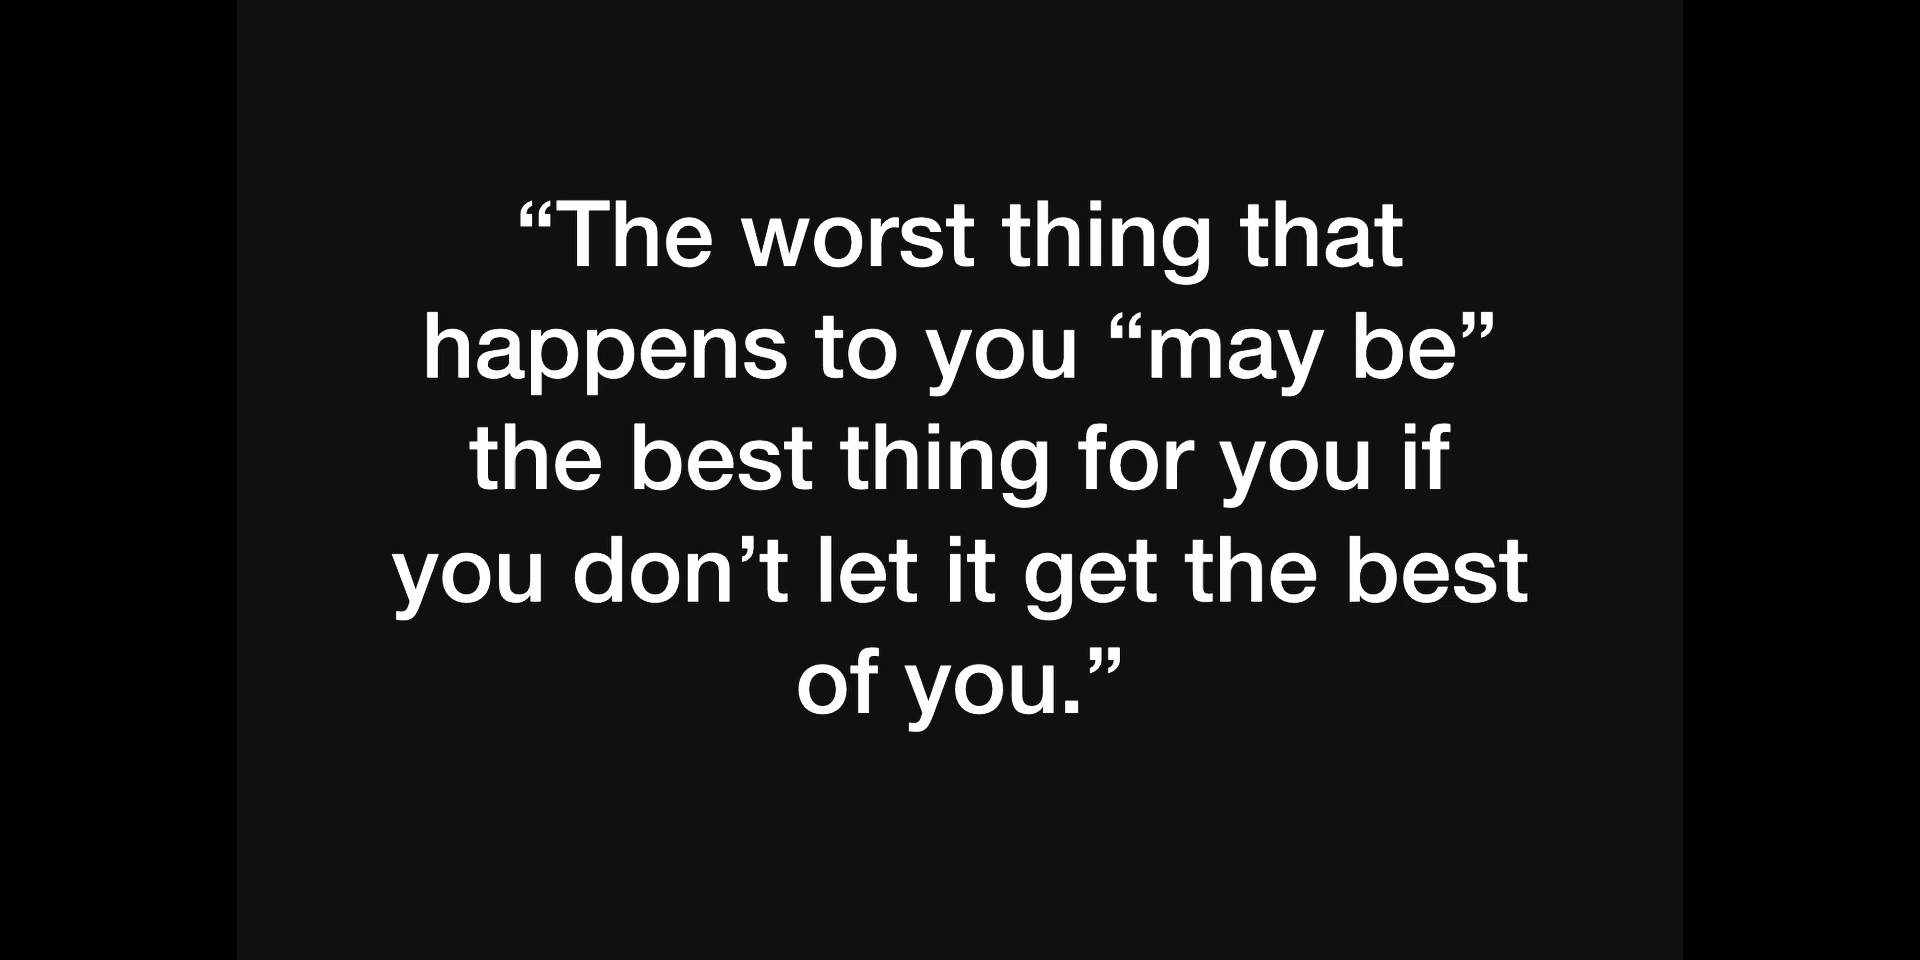 “The worst thing that
happens to you “may be”
the best thing for you if
you don’t let it get the best
of you.”